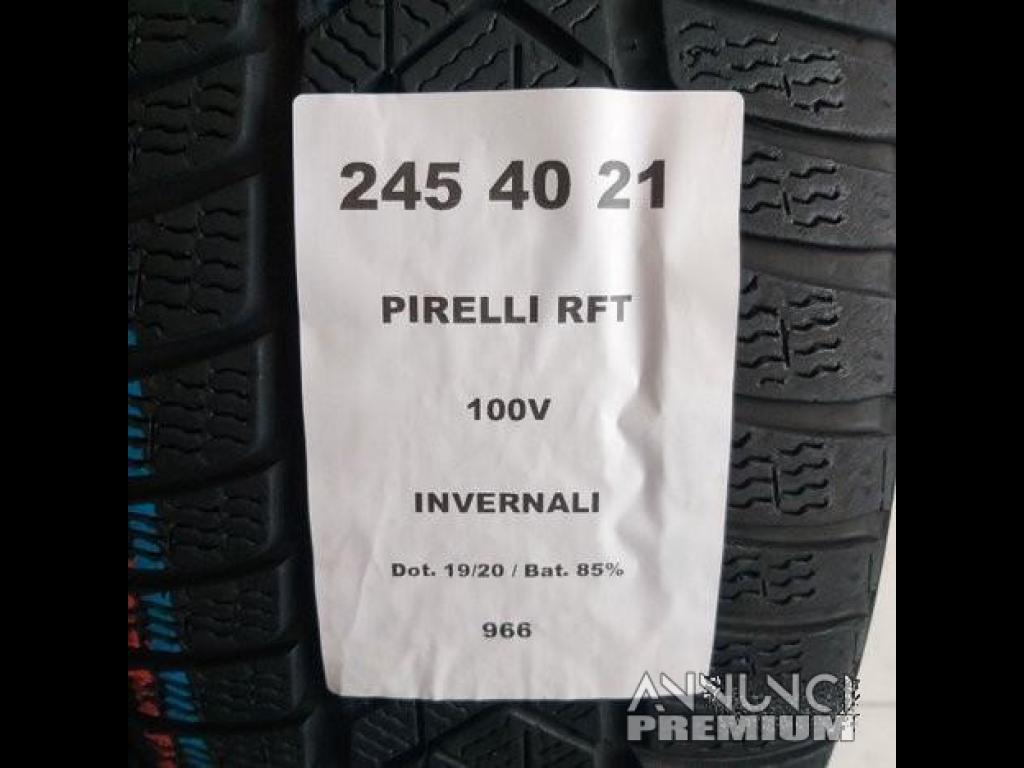 245 40 21
PIRELLI RFT
100V
INVERNALI
Dot. 19/20 / Bat. 85%
966
ANNUNCI
PREMIUM